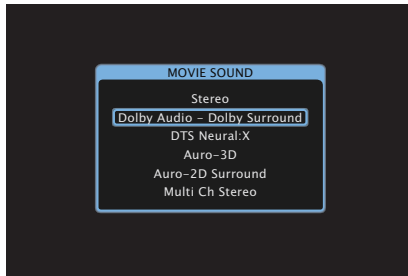 MOVIE SOUND
Stereo
Dolby Audio – Dolby Surround
DTS Neural:X
Auro-3D
Auro-2D Surround
Multi Ch Stereo